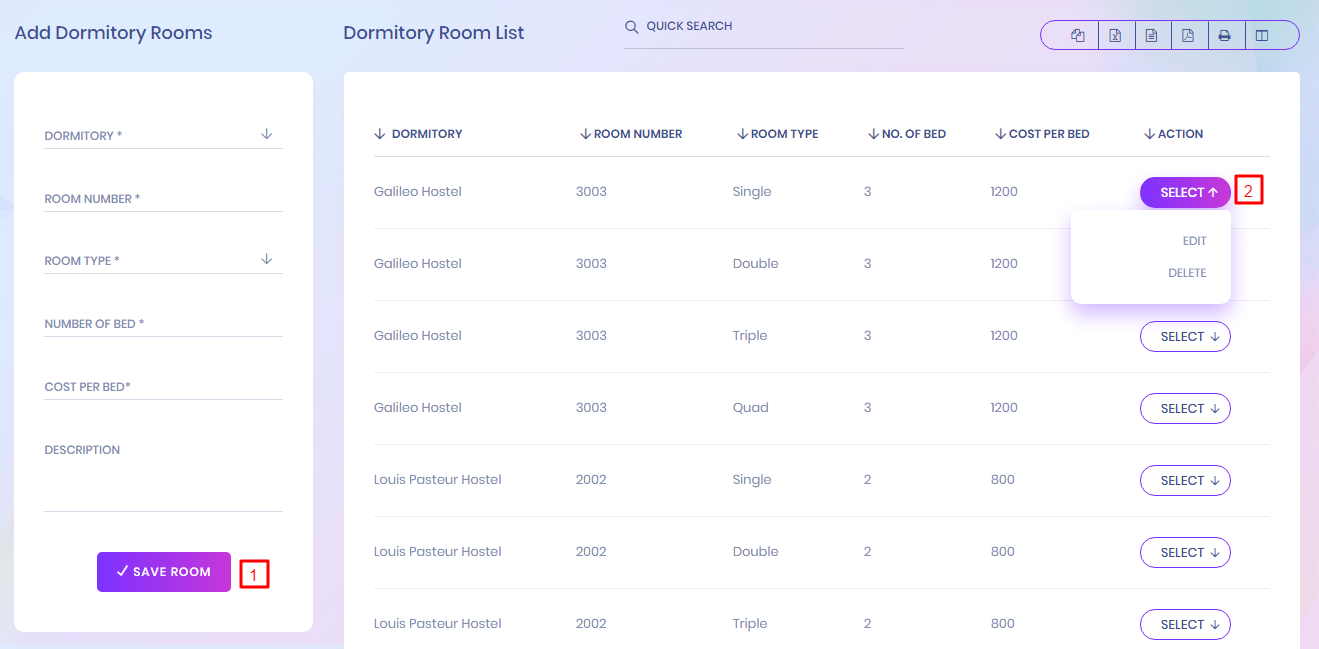 Add Dormitory Rooms
DORMITORY *
ROOM NUMBER *
ROOM TYPE *
NUMBER OF BED *
COST PER BED*
DESCRIPTION
SAVE ROOM
1
Dormitory Room List
QUICK SEARCH
DORMITORY ROOM NUMBER ROOM TYPE NO. OF BED COST PER BED ACTION
Galileo Hostel 3003 Single 3 1200 SELECT 2
EDIT
Galileo Hostel 3003 Double 3 1200
DELETE
Galileo Hostel 3003 Triple 3 1200 SELECT
Galileo Hostel 3003 Quad 3 1200 SELECT
Louis Pasteur Hostel 2002 Single 2 800 SELECT
Louis Pasteur Hostel 2002 Double 2 800 SELECT
Louis Pasteur Hostel 2002 Triple 2 800 SELECT